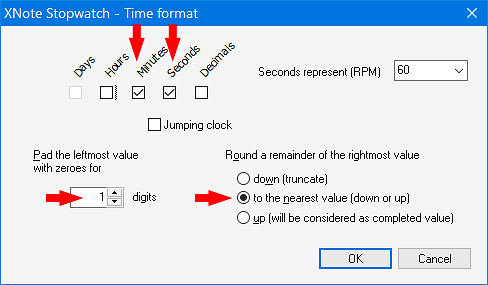 XNote Stopwatch - Time format
Days
Hours
Minutes
Seconds
Decimals
Seconds represent (RPM)
60
Jumping clock
Pad the leftmost value
with zeroes for
1
digits
Round a remainder of the rightmost value
down (truncate)
to the nearest value (down or up)
up (will be considered as completed value)
OK
Cancel